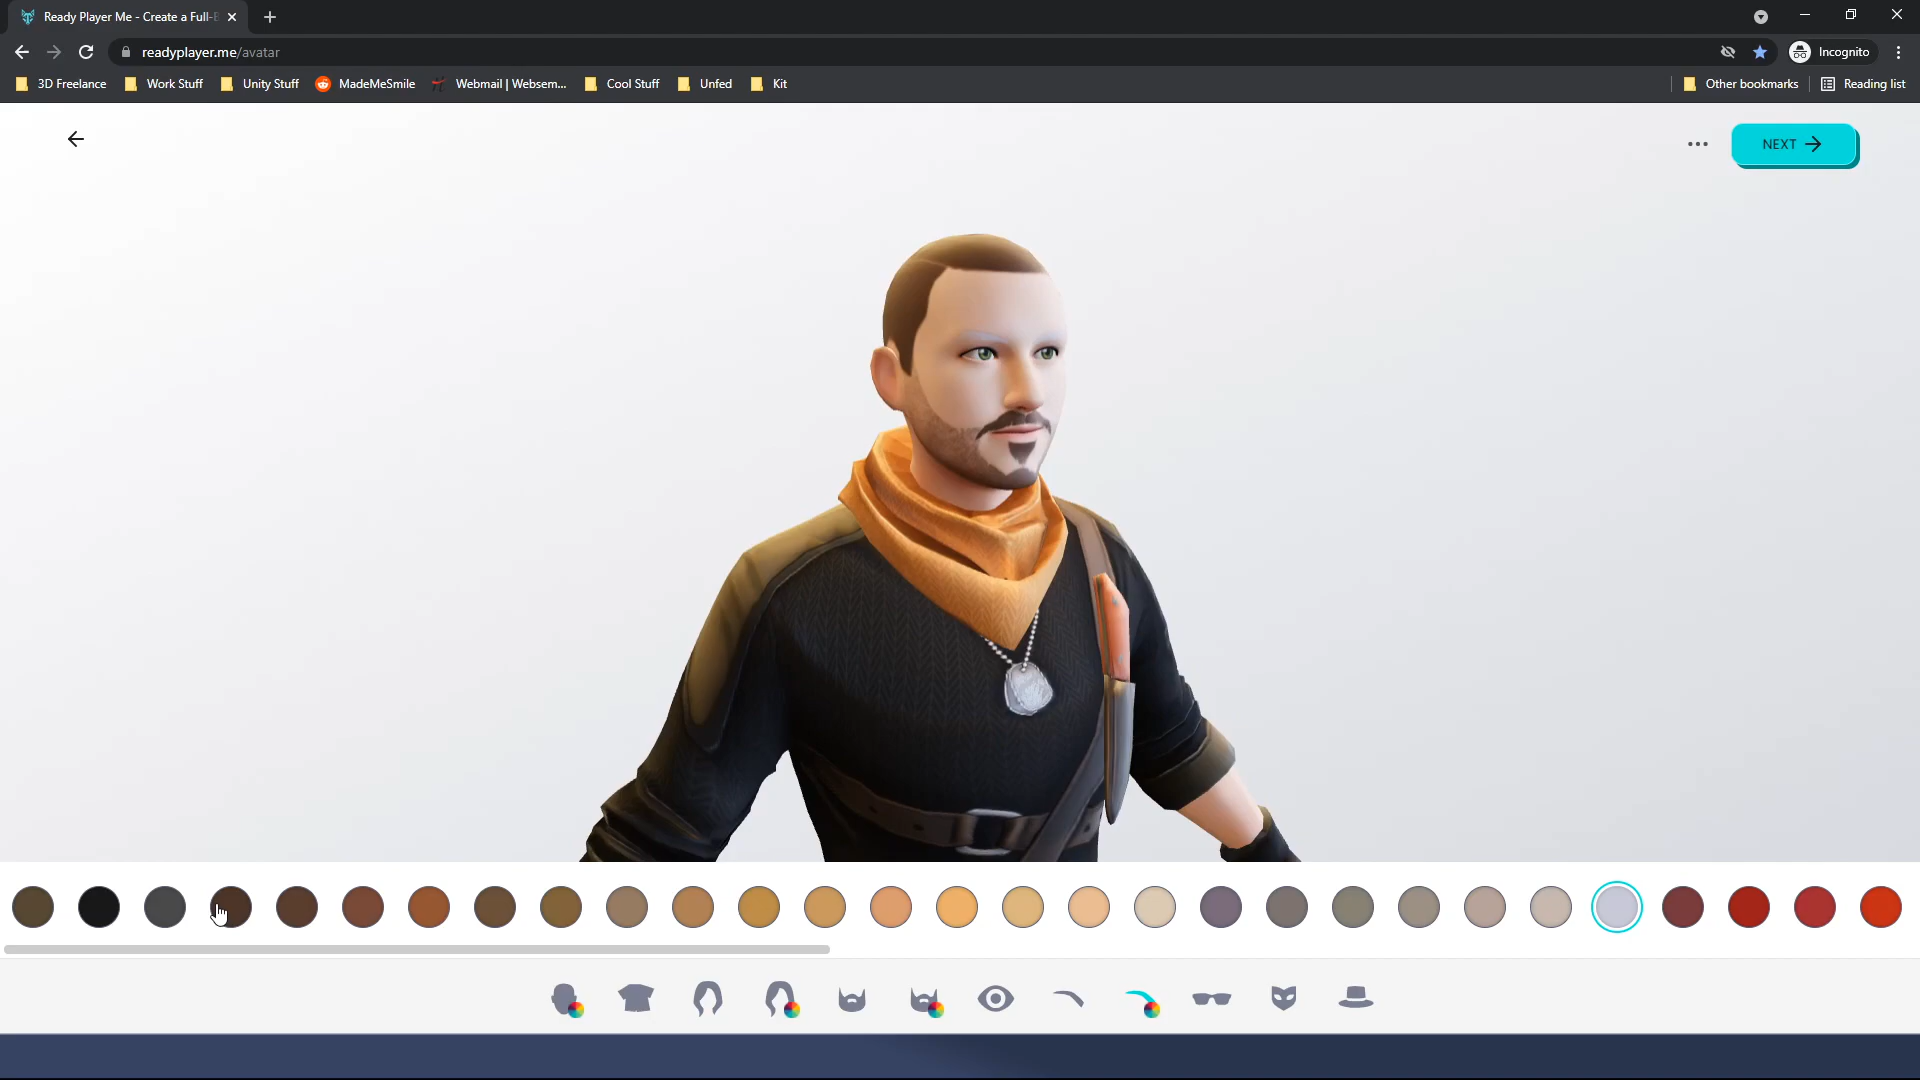 Ready Player Me - Create a Full-
readyplayer.me/avatar
Incognito
3D Freelance
Work Stuff
Unity Stuff
MadeMeSmile
Webmail | Websem...
Cool Stuff
Unfed
Kit
Other bookmarks
Reading list
NEXT